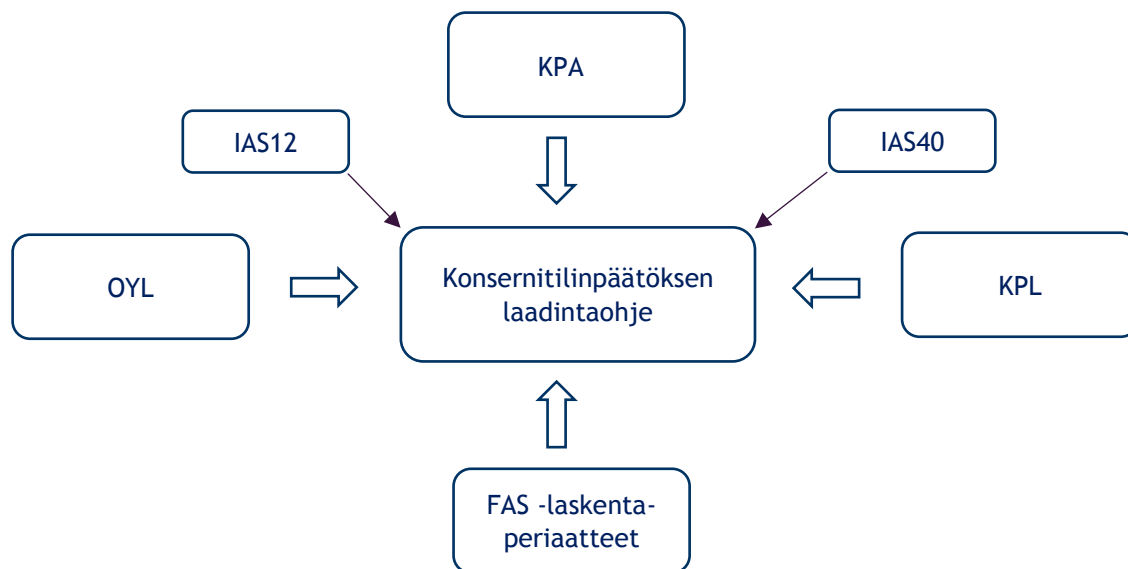 KPA
IAS12
IAS40
OYL
Konsernitilinpäätöksen
laadintaohje
KPL
FAS -laskenta-
periaatteet